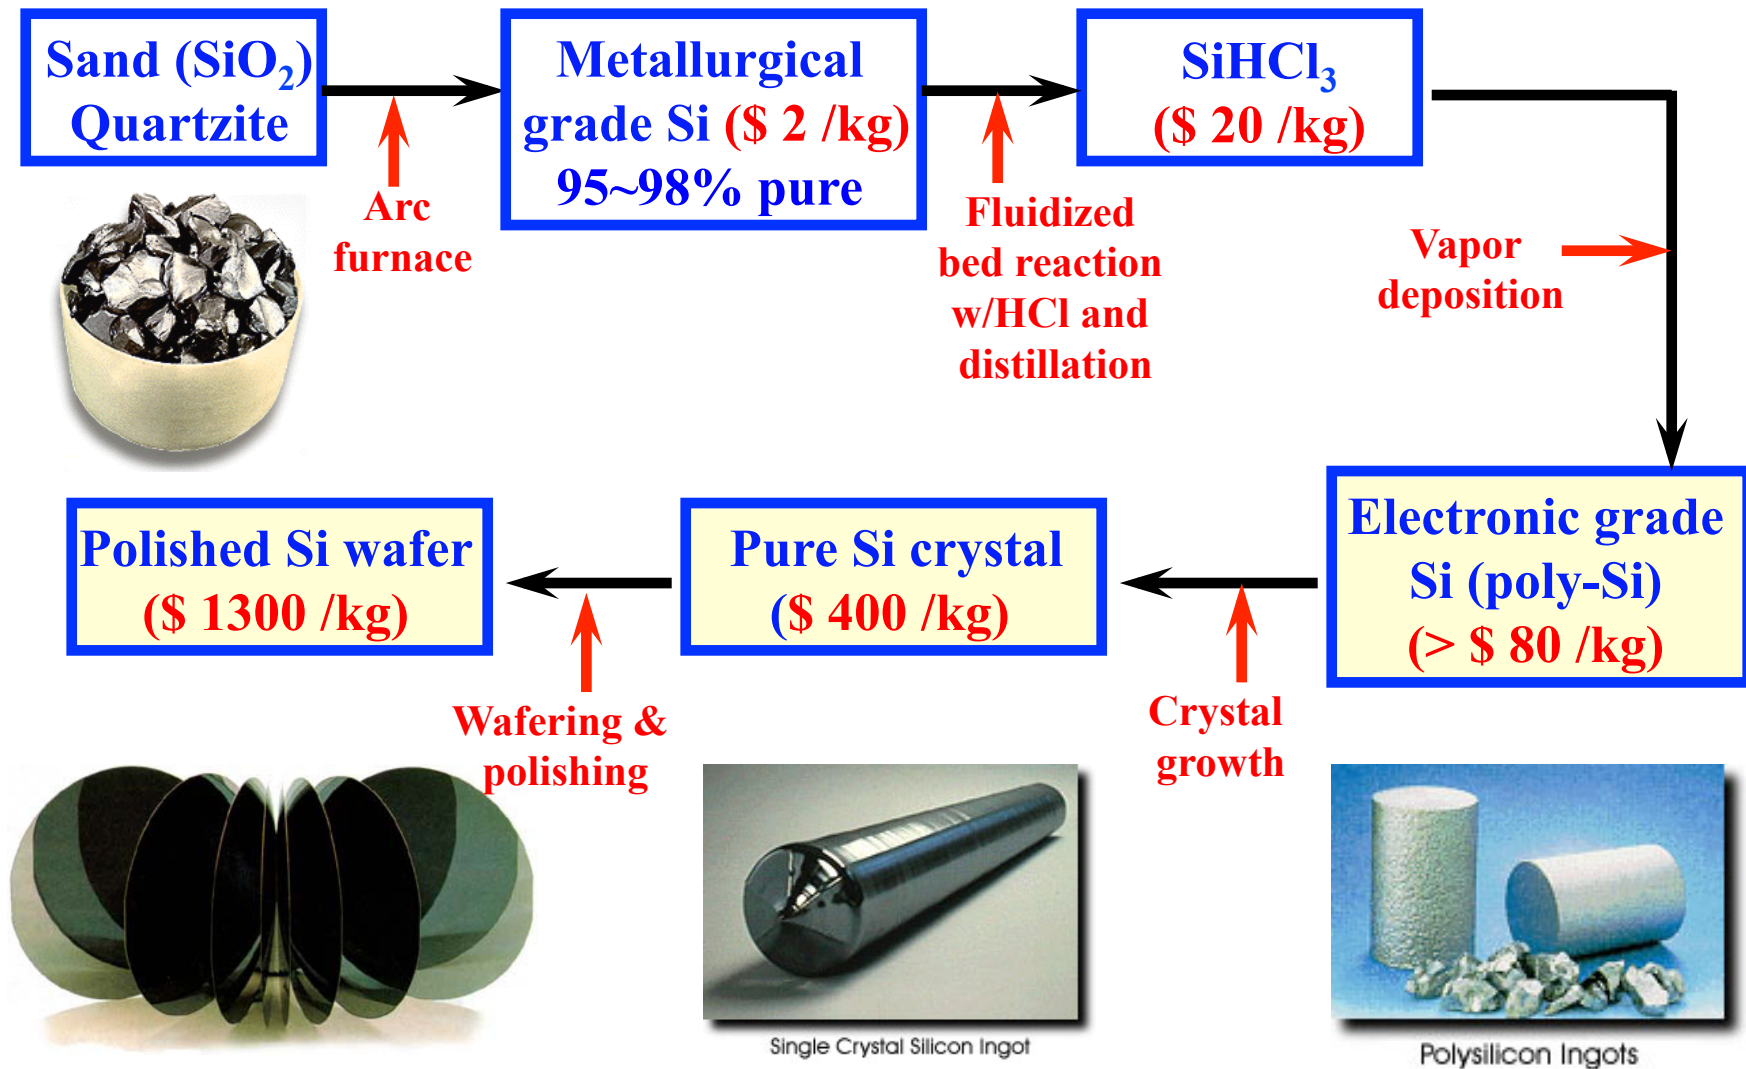 Sand (SiO₂)
Quartzite
Arc
furnace
Metallurgical
grade Si ($ 2 /kg)
95~98% pure
Fluidized
bed reaction
w/HCl and
distillation
SiHCl₃
($ 20 /kg)
Vapor
deposition
Electronic grade
Si (poly-Si)
(> $ 80 /kg)
Crystal
growth
Pure Si crystal
($ 400 /kg)
Wafering &
polishing
Polished Si wafer
($ 1300 /kg)
Single Crystal Silicon Ingot
Polysilicon Ingots